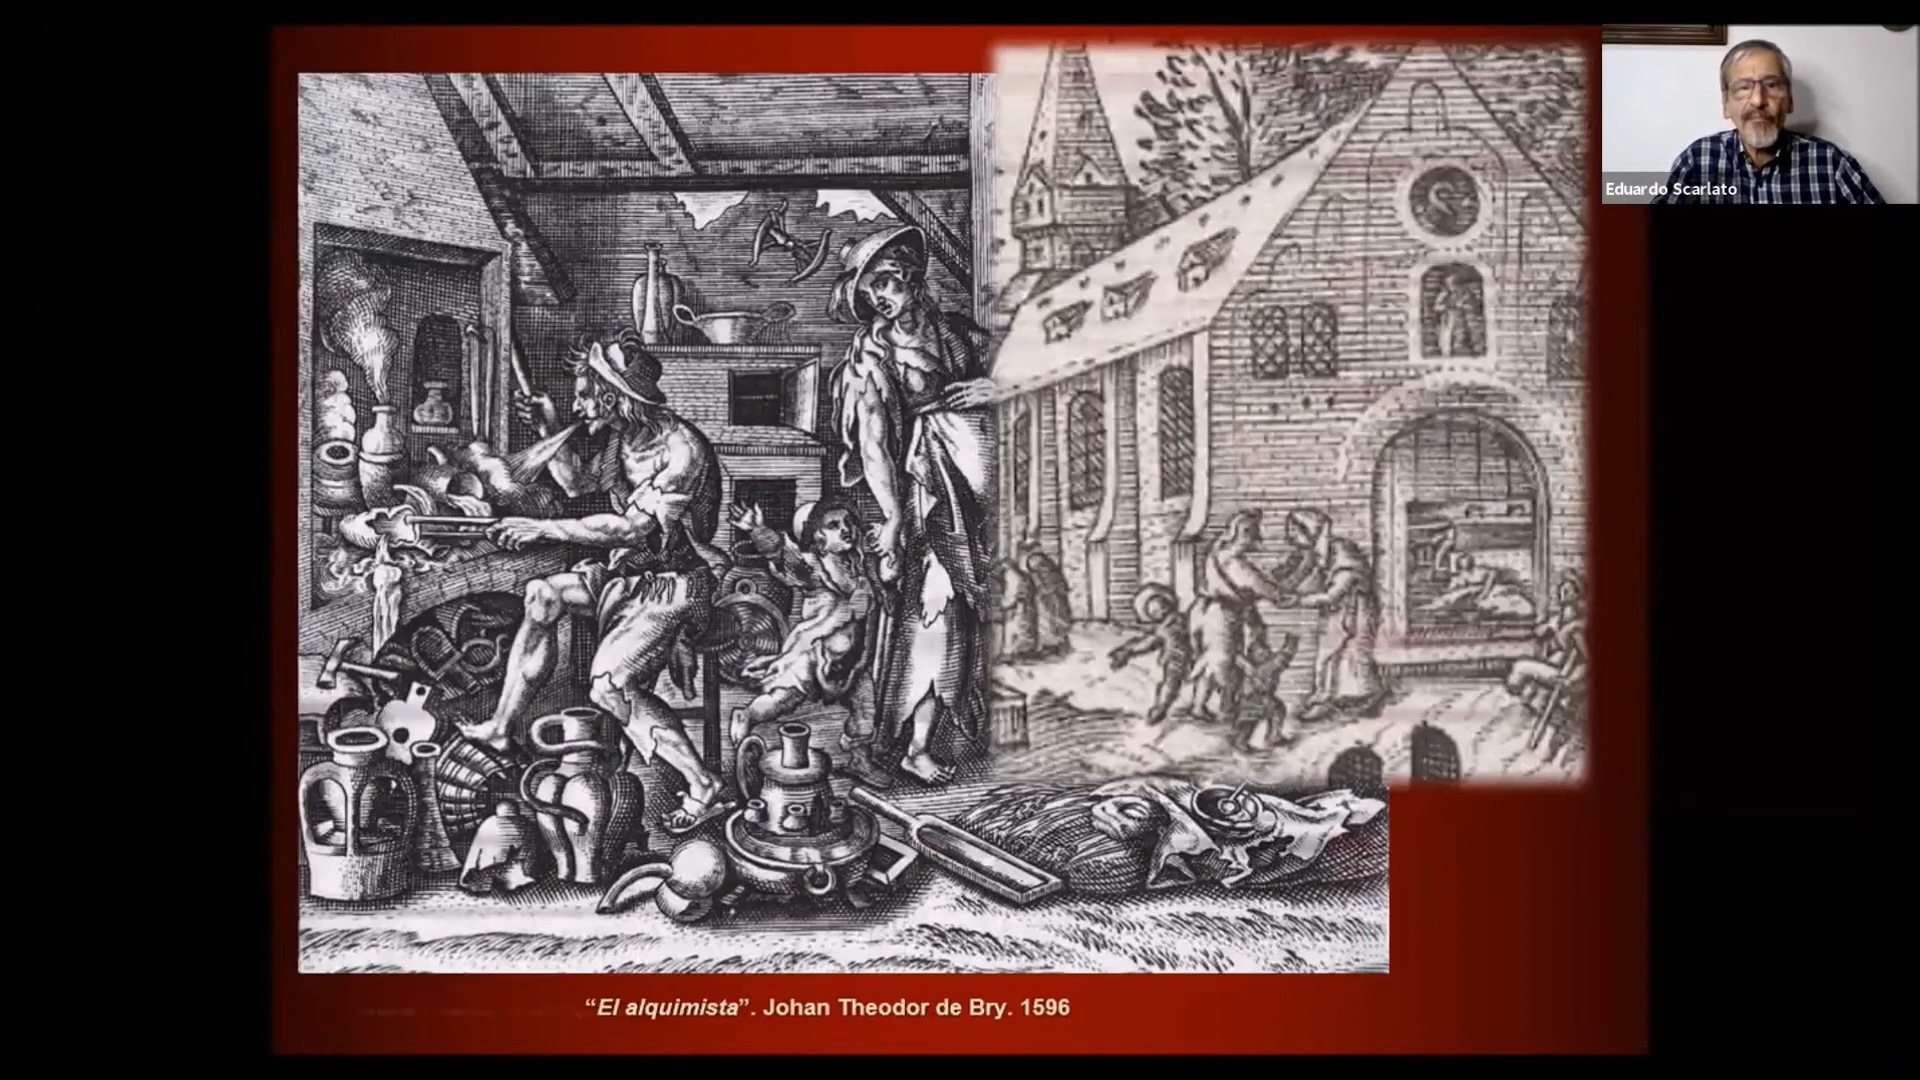 Eduardo Scarlato
“El alquimista”. Johan Theodor de Bry. 1596